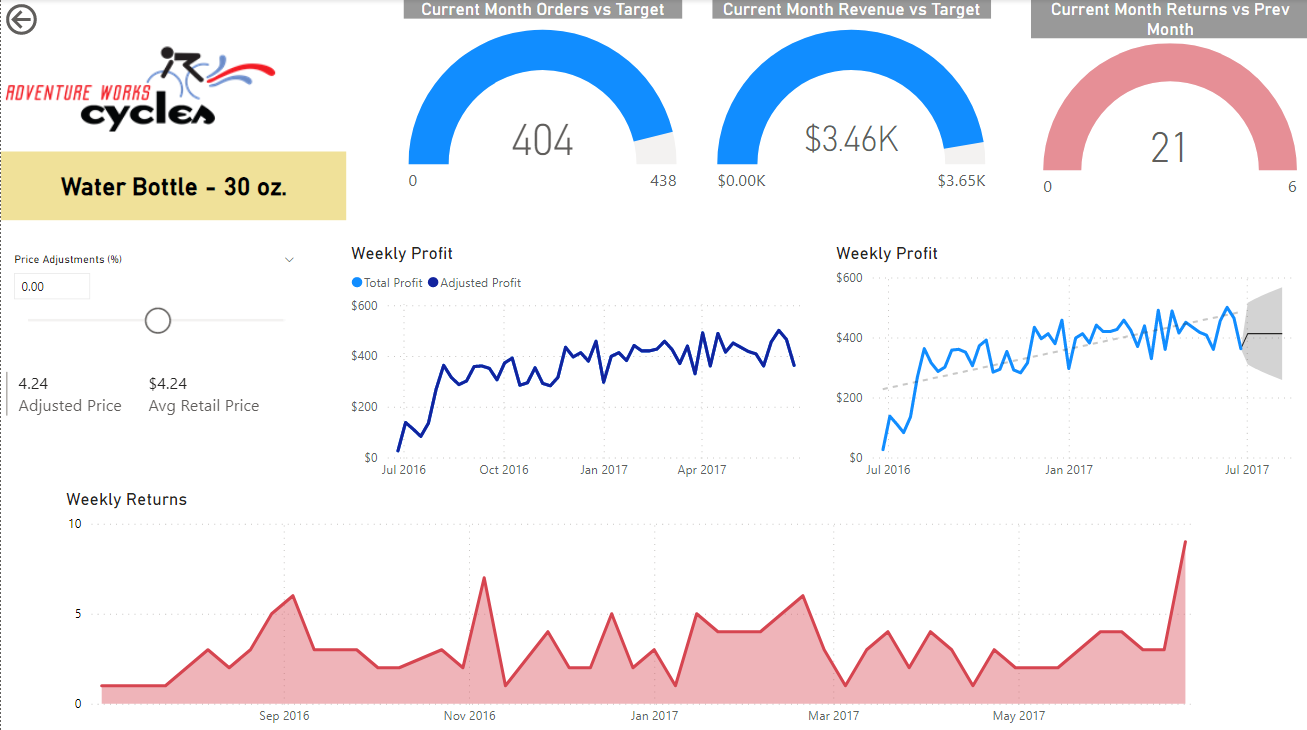 Current Month Orders vs Target
Current Month Revenue vs Target
Current Month Returns vs Prev
Month
ADVENTURE WORKS
cycles
404
0
438
$3.46K
$0.00K
$3.65K
21
0
6
Water Bottle - 30 oz.
Price Adjustments (%)
0.00
4.24
Adjusted Price
$4.24
Avg Retail Price
Weekly Profit
Total Profit
Adjusted Profit
$600
$400
$200
$0
Jul 2016
Oct 2016
Jan 2017
Apr 2017
Weekly Profit
$600
$400
$200
$0
Jul 2016
Jan 2017
Jul 2017
Weekly Returns
10
5
0
Sep 2016
Nov 2016
Jan 2017
Mar 2017
May 2017